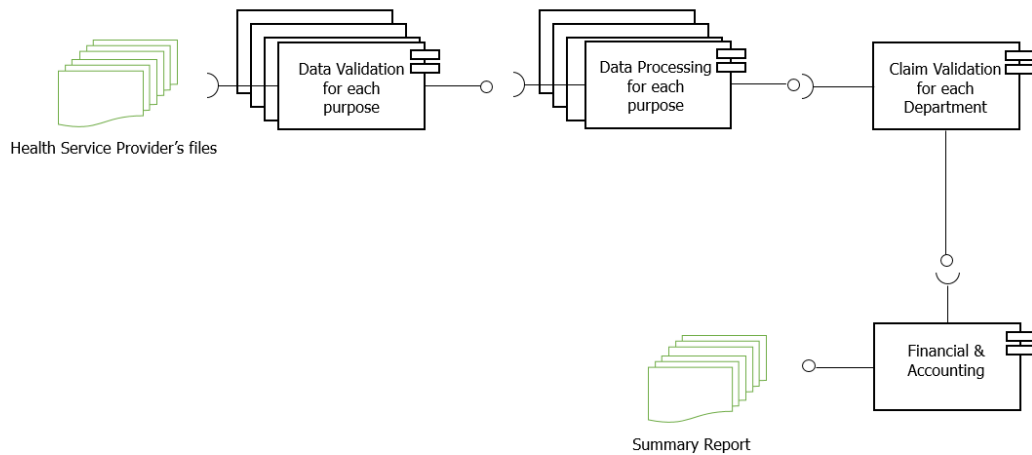 Data Validation
for each
purpose
Data Processing
for each
purpose
Claim Validation
for each
Department
Health Service Provider's files
Financial &
Accounting
Summary Report